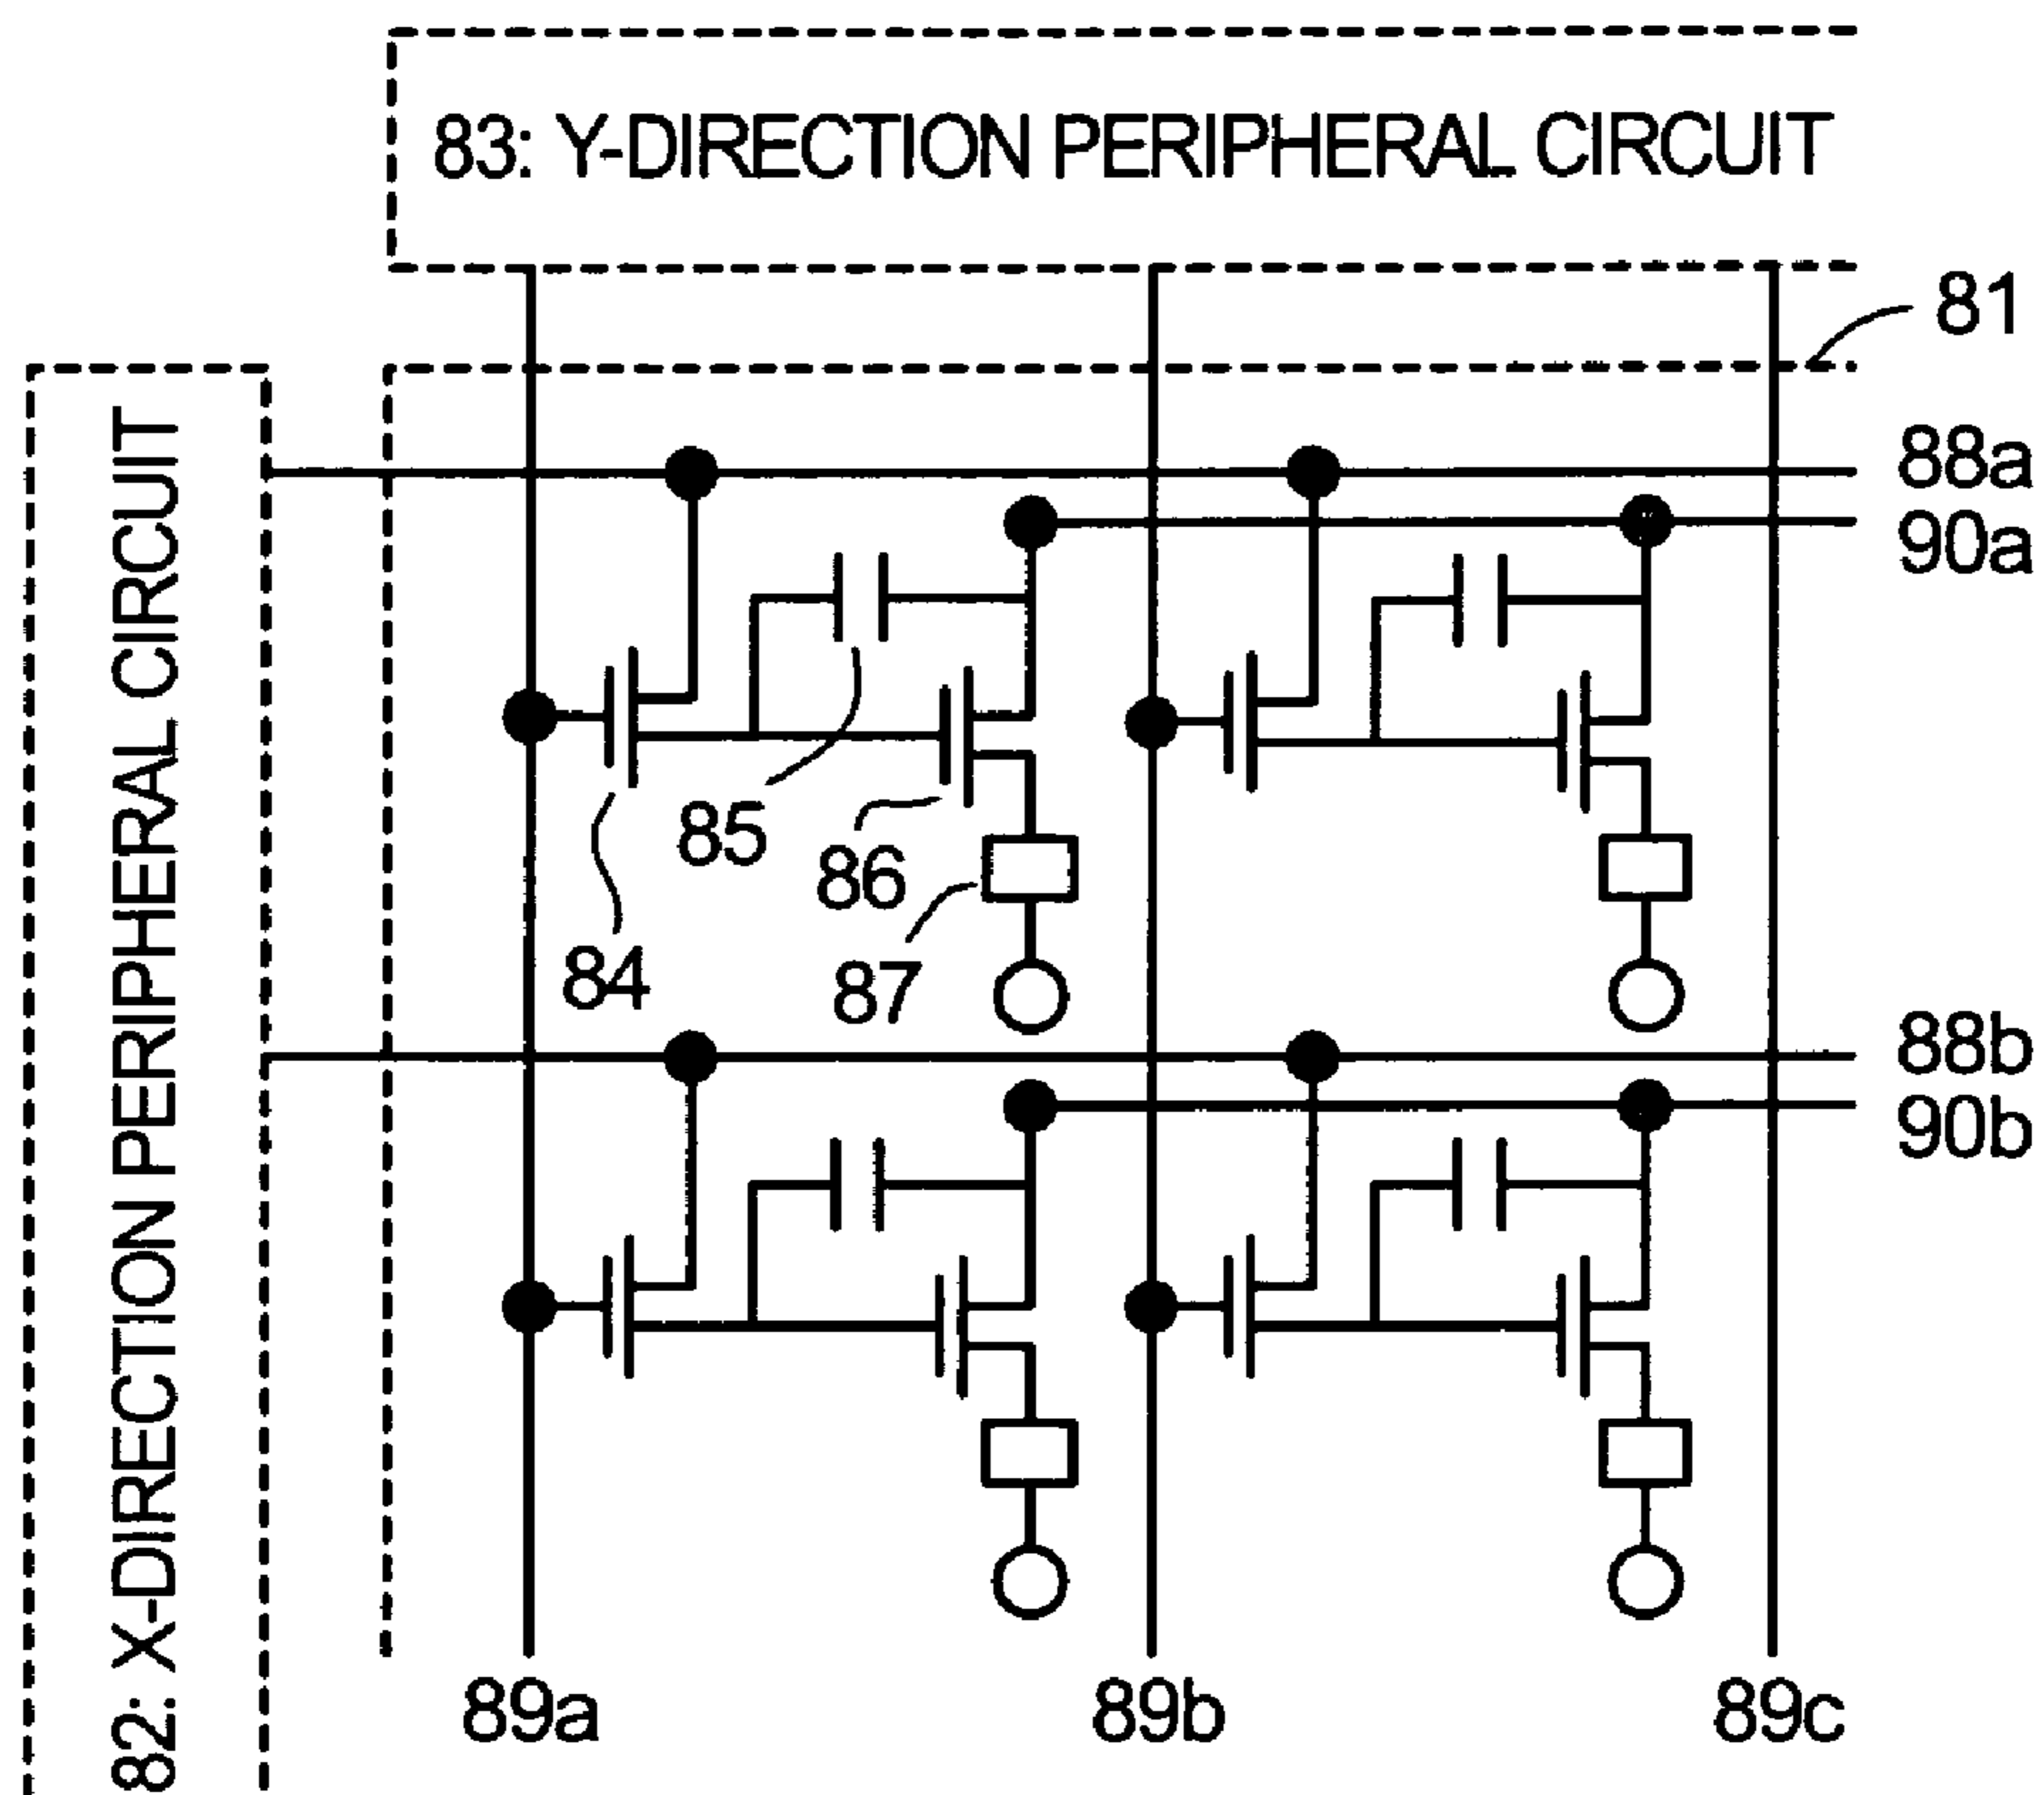 83: Y-DIRECTION PERIPHERAL CIRCUIT
81
82: X-DIRECTION PERIPHERAL CIRCUIT
88a
90a
85
86
84
87
88b
90b
89a
89b
89c